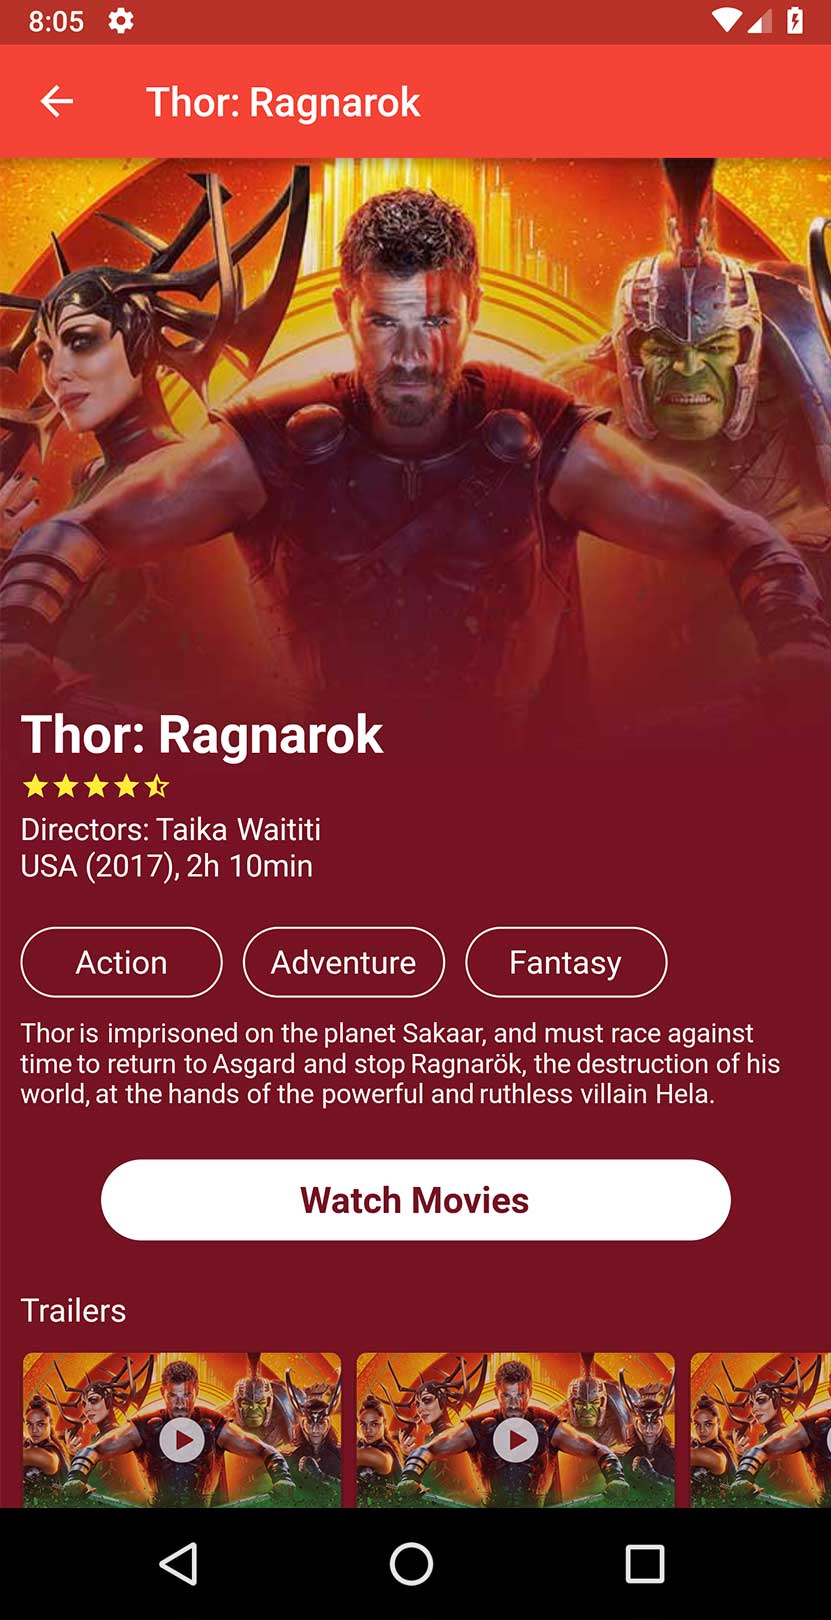 8:05
Thor: Ragnarok
Thor: Ragnarok
Directors: Taika Waititi
USA (2017), 2h 10min
Action Adventure Fantasy
Thor is imprisoned on the planet Sakaar, and must race against
time to return to Asgard and stop Ragnarök, the destruction of his
world, at the hands of the powerful and ruthless villain Hela.
Watch Movies
Trailers